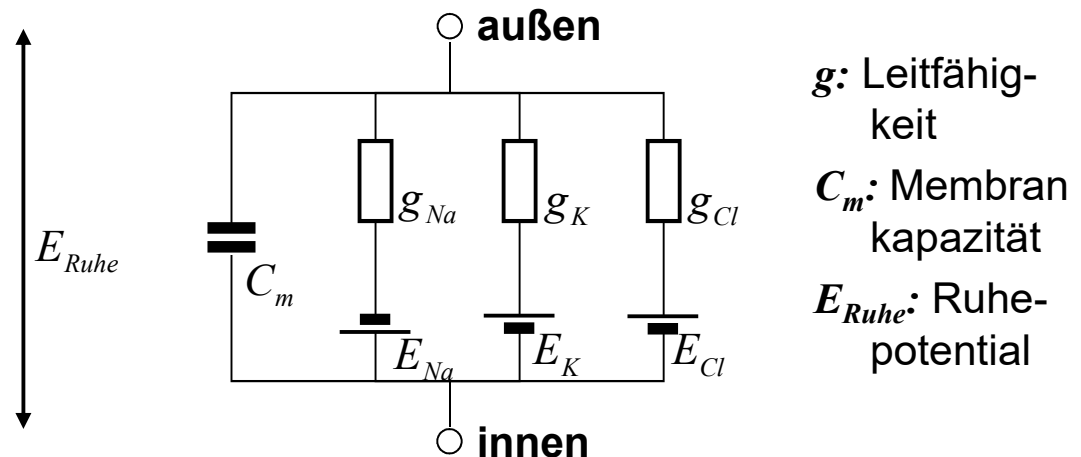 außen
g: Leitfähig-
keit
C_m: Membran
kapazität
E_Ruhe: Ruhe-
potential
E_Ruhe
C_m
g_Na
g_K
g_Cl
E_Na
E_K
E_Cl
innen